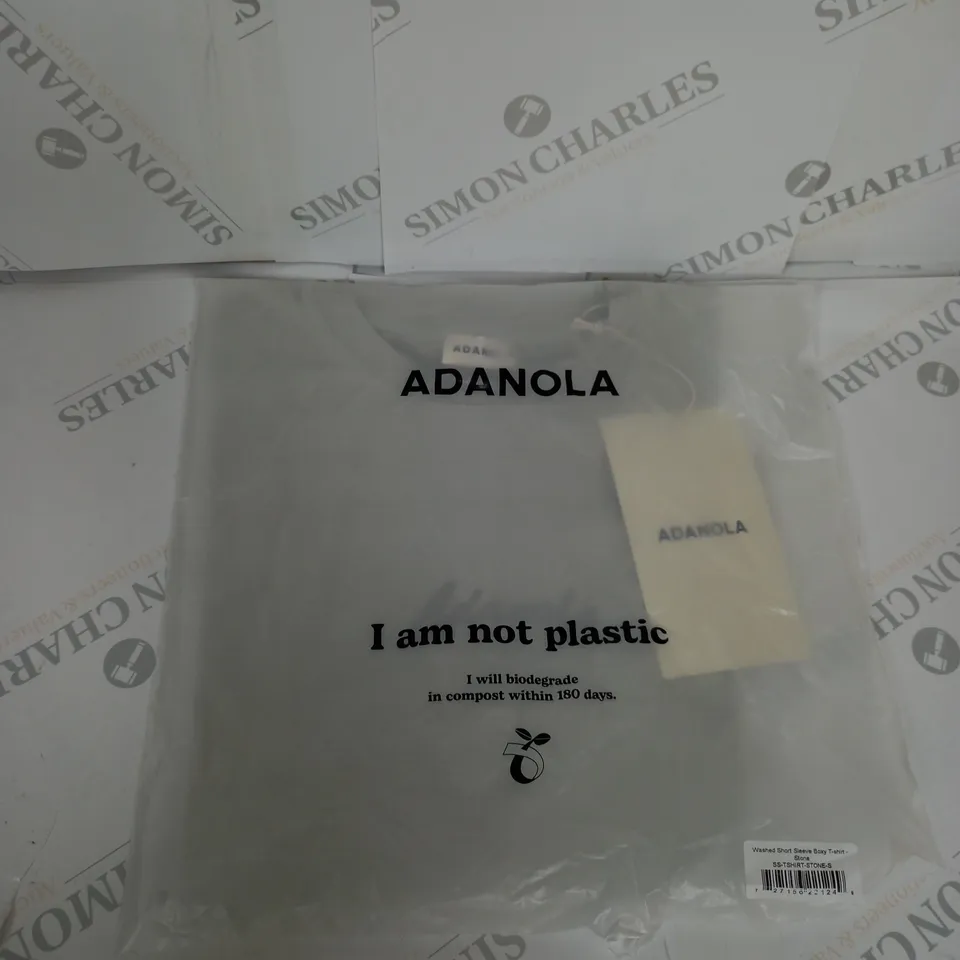 SIMON CHARLES
SIMON CHARLES
SIMON CHARLES
SIMON CHARLES
ADANOLA
ADANOLA
I am not plastic
I will biodegrade
in compost within 180 days.
Washed Short Sleeve Boxy T-shirt -
Stone
SS-TSHIRT-STONE-S